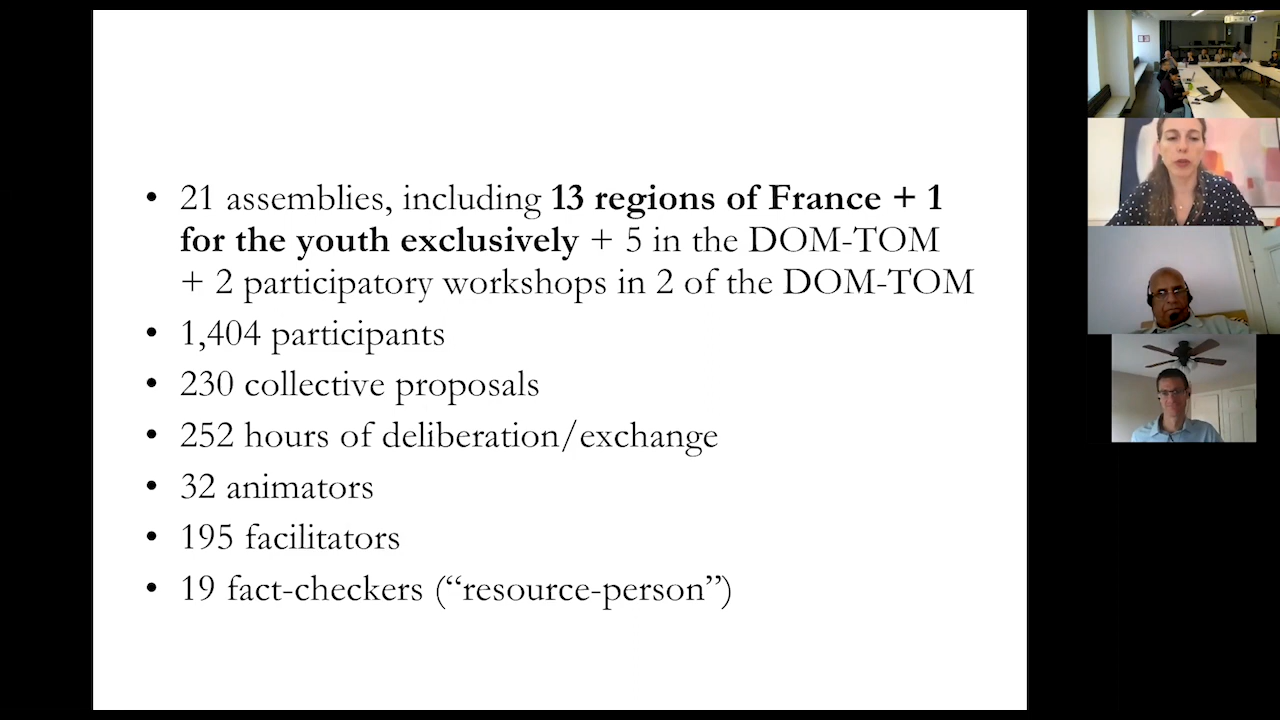 • 21 assemblies, including 13 regions of France + 1
for the youth exclusively + 5 in the DOM-TOM
+ 2 participatory workshops in 2 of the DOM-TOM
• 1,404 participants
• 230 collective proposals
• 252 hours of deliberation/exchange
• 32 animators
• 195 facilitators
• 19 fact-checkers (“resource-person”)